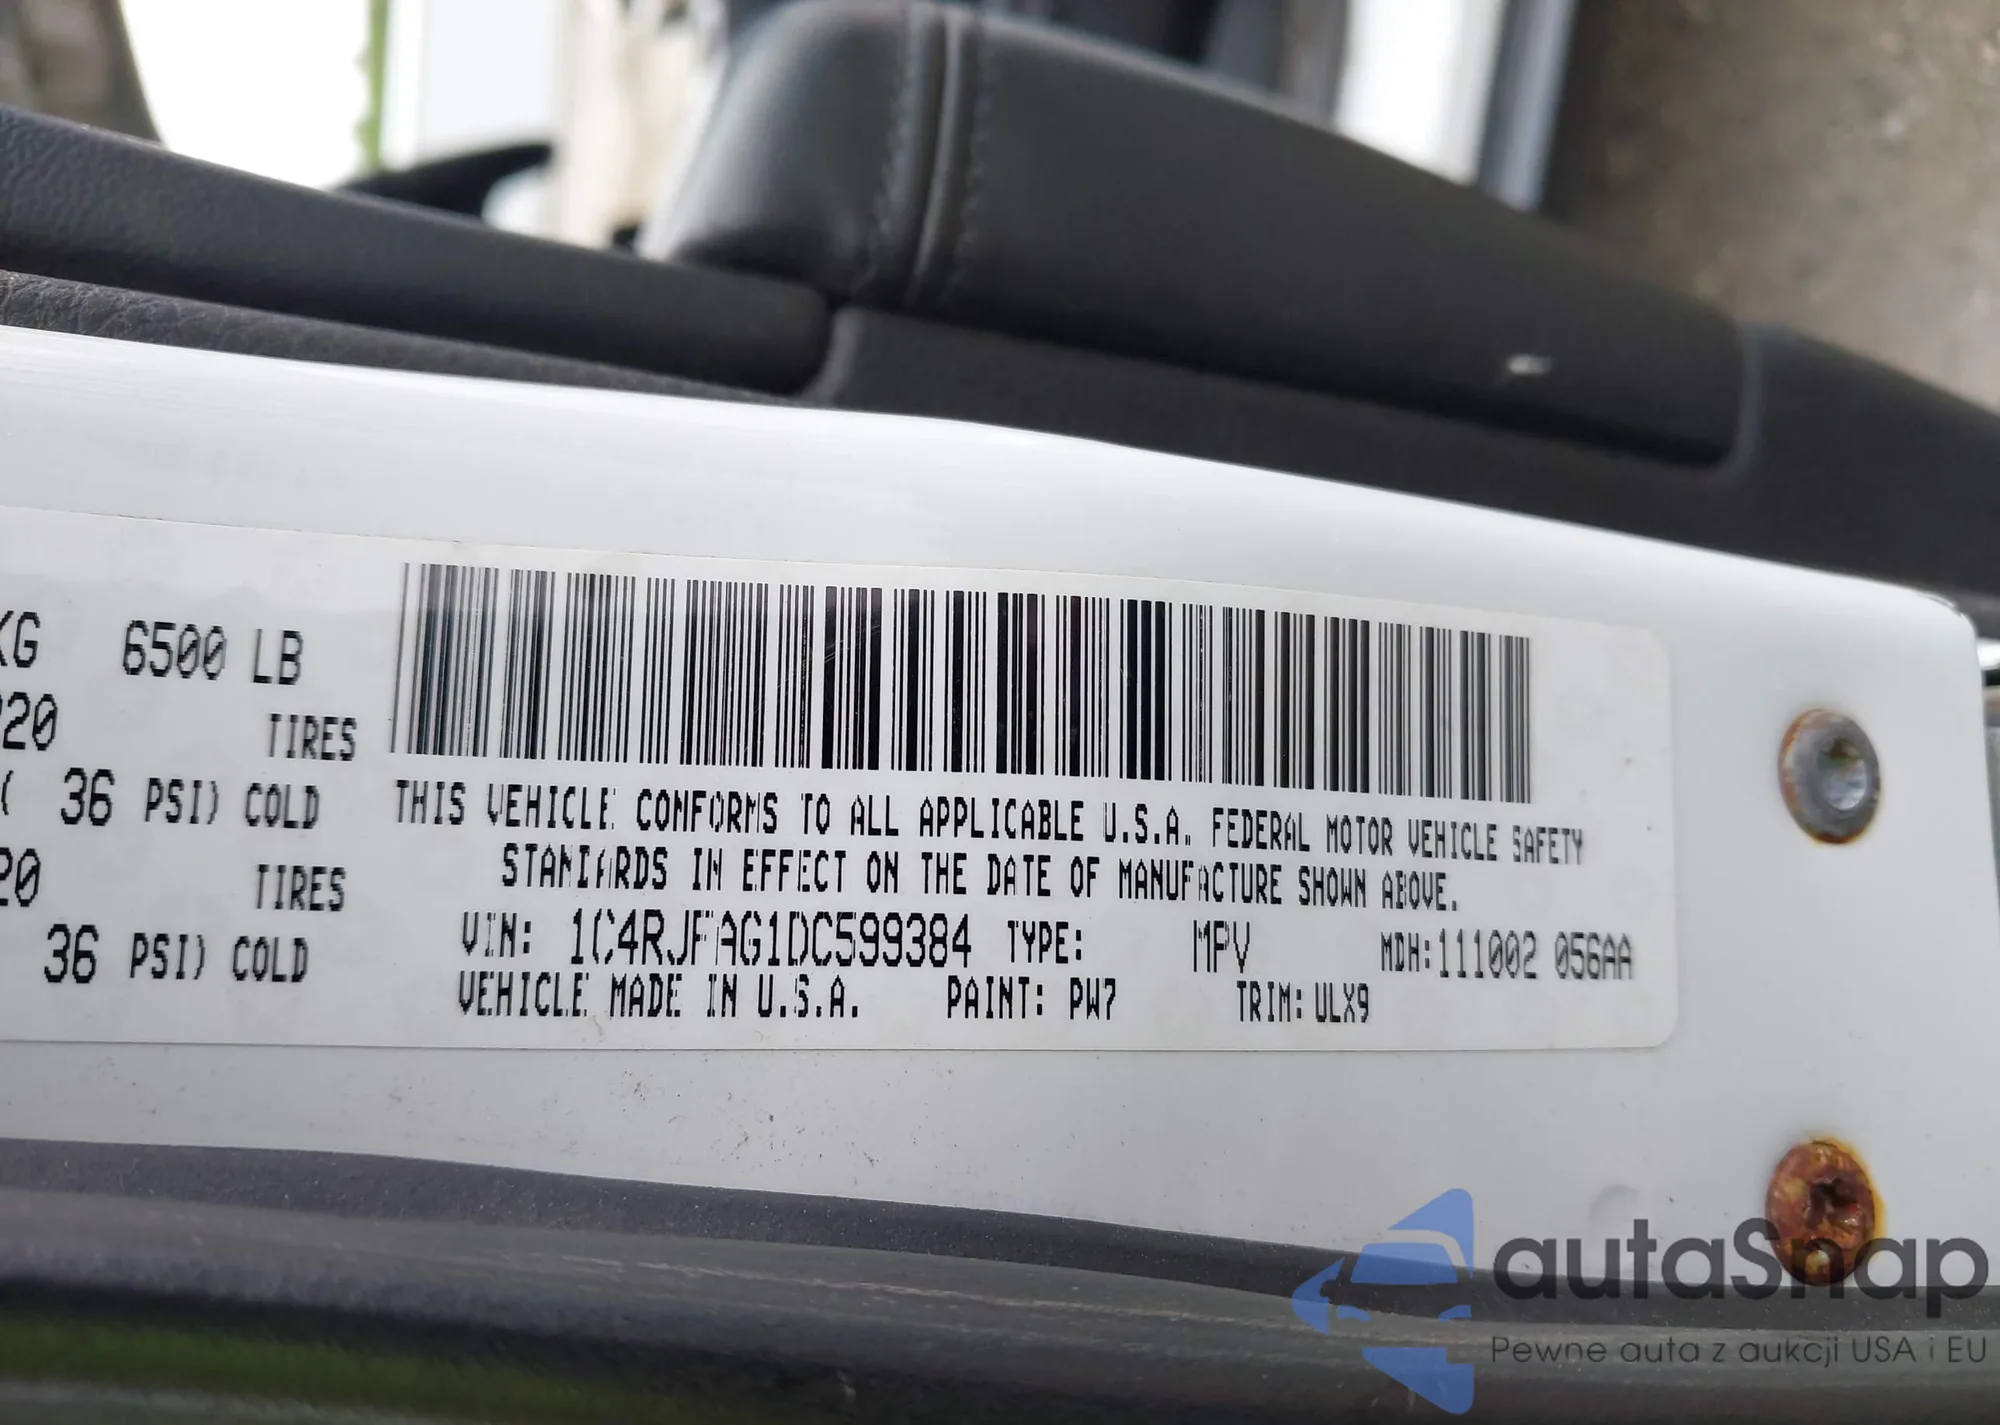 KG 6500 LB
20 TIRES
( 36 PSI) COLD
20 TIRES
36 PSI) COLD
THIS VEHICLE CONFORMS TO ALL APPLICABLE U.S.A. FEDERAL MOTOR VEHICLE SAFETY
STANDARDS IN EFFECT ON THE DATE OF MANUFACTURE SHOWN ABOVE.
VIN: 1C4RJFAG1DC599384 TYPE: MPV MDH:111002 056AA
VEHICLE MADE IN U.S.A. PAINT: PW7 TRIM: ULX9
autaSnap
Pewne auta z aukcji USA i EU